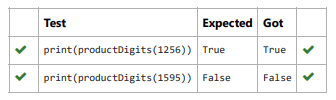 Test Expected Got
print(productDigits(1256)) True True
print(productDigits(1595)) False False